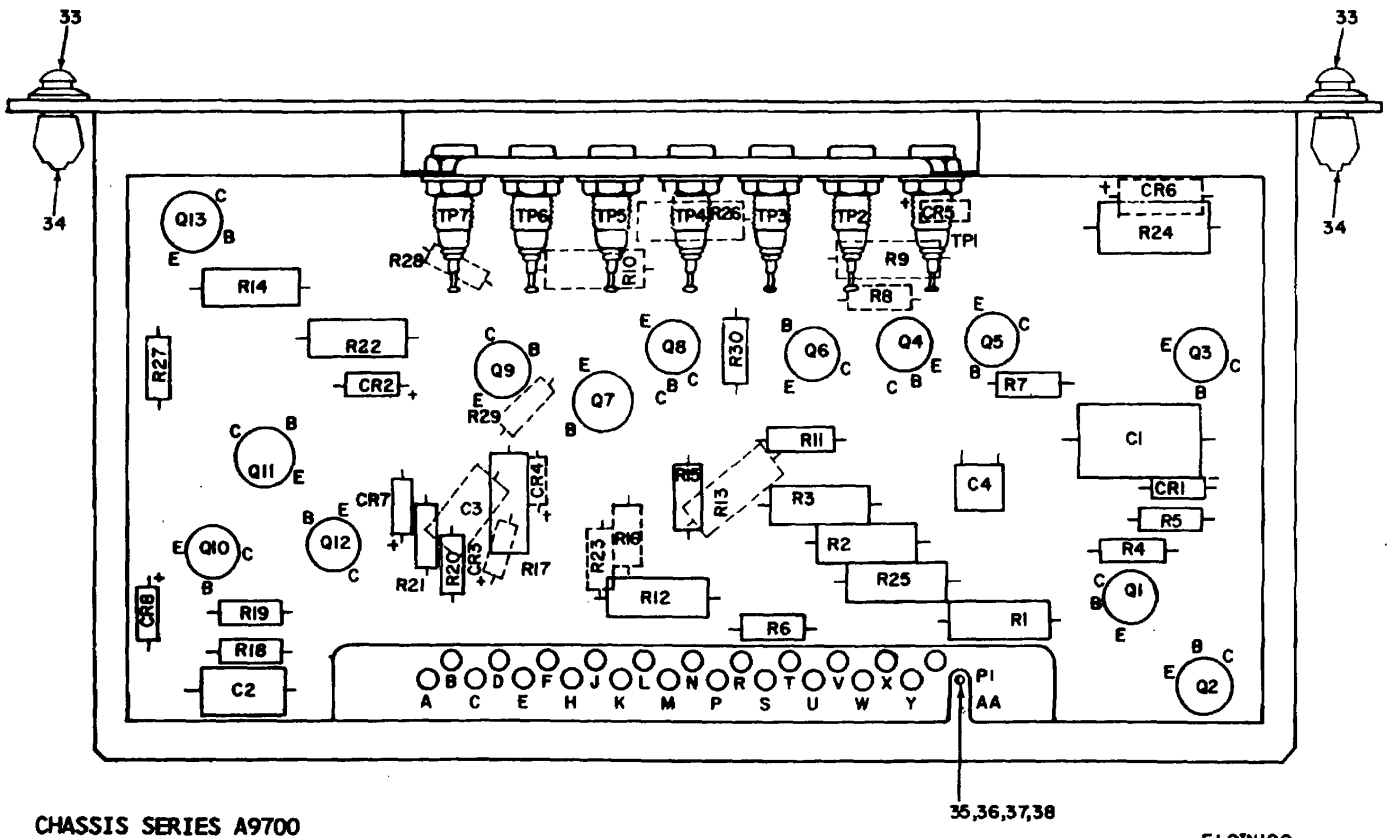 33
33
34
34
Q13
C
B
E
TP7
TP6
TP5
TP4
R26
TP3
TP2
+
CR5
TP1
+
CR6
R24
R28
R10
R9
R8
R14
R22
R27
CR2
+
C
B
Q9
E
R29
E
Q7
B
C
E
Q8
B
C
R30
B
Q6
E
C
Q4
E
C
B
E
C
Q5
B
R7
E
Q3
C
B
C1
CR1
R5
R4
C
B
Q1
E
B
C
E
Q2
C
B
Q11
E
CR7
+
R21
R20
C3
CR3
+
CR4
+
R17
R15
R13
R11
R3
R2
R25
C4
R1
R6
R12
R16
R23
E
Q10
C
B
B
E
Q12
C
+
CR8
R19
R18
C2
B
D
F
J
L
N
R
T
V
X
P1
A
C
E
H
K
M
P
S
U
W
Y
AA
35,36,37,38
CHASSIS SERIES A9700